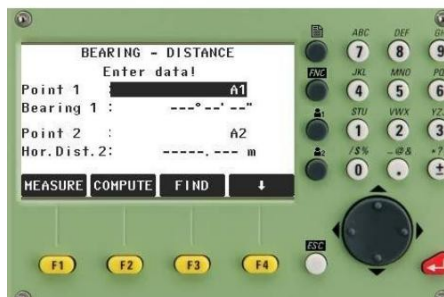 BEARING - DISTANCE
Enter data!
Point 1 : A1
Bearing 1 : ---°--'--"
Point 2 : A2
Hor.Dist.2: -----.--- m
MEASURE COMPUTE FIND ↓
F1 F2 F3 F4
ABC DEF
7 8 9
FNC JKL MNO
4 5 6
STU VWX YZ
1 2 3
/$% _@& *?
0 . ±
ESC